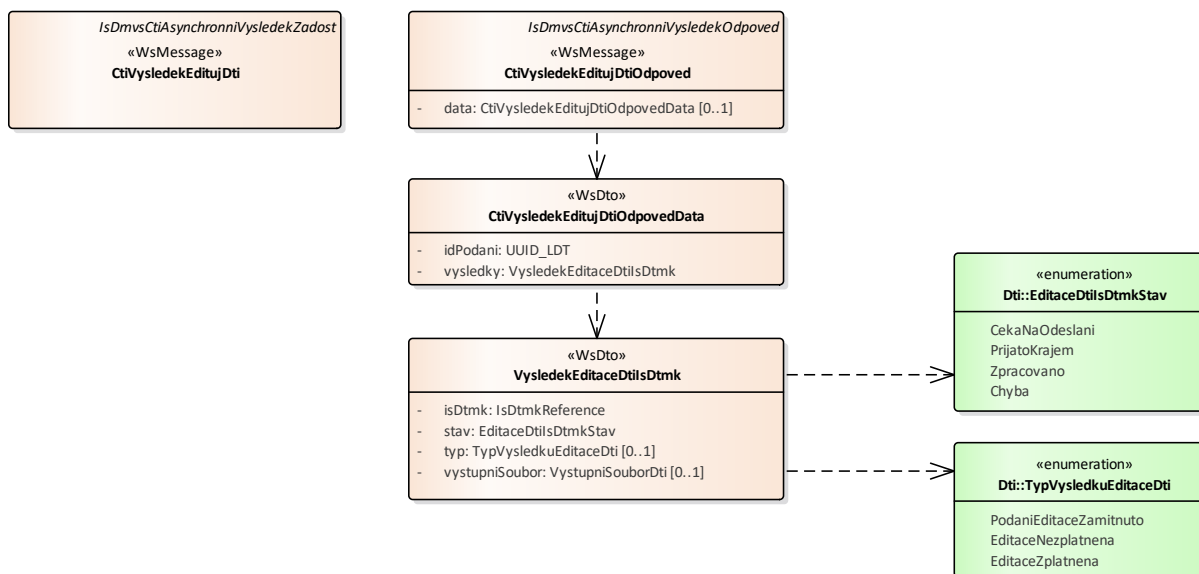 IsDmvsCtiAsynchronniVysledekZadost
«WsMessage»
CtiVysledekEditujDti
IsDmvsCtiAsynchronniVysledekOdpoved
«WsMessage»
CtiVysledekEditujDtiOdpoved
- data: CtiVysledekEditujDtiOdpovedData [0..1]
«WsDto»
CtiVysledekEditujDtiOdpovedData
- idPodani: UUID_LDT
- vysledky: VysledekEditaceDtiIsDtmk
«WsDto»
VysledekEditaceDtiIsDtmk
- isDtmk: IsDtmkReference
- stav: EditaceDtiIsDtmkStav
- typ: TypVysledkuEditaceDti [0..1]
- vystupniSoubor: VystupniSouborDti [0..1]
«enumeration»
Dti::EditaceDtiIsDtmkStav
CekaNaOdeslani
PrijatoKrajem
Zpracovano
Chyba
«enumeration»
Dti::TypVysledkuEditaceDti
PodaniEditaceZamitnuto
EditaceNezplatnena
EditaceZplatnena